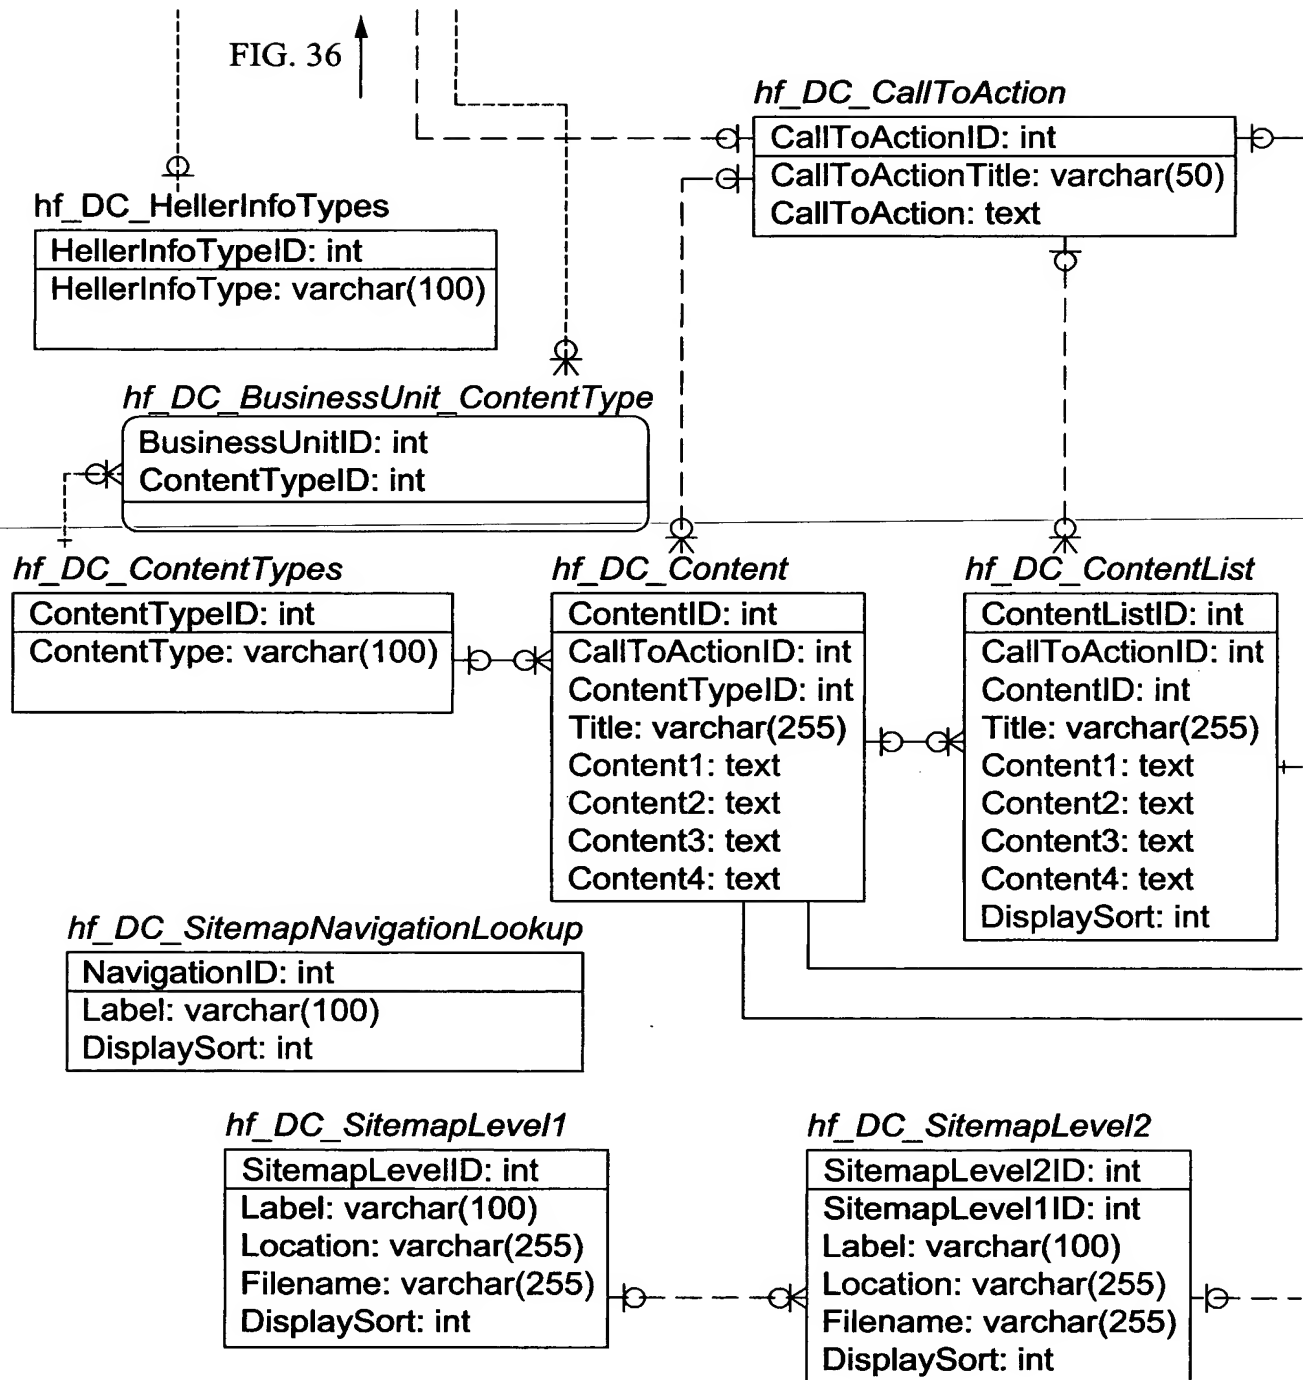 FIG. 36
hf_DC_CallToAction
CallToActionID: int
CallToActionTitle: varchar(50)
CallToAction: text
hf_DC_HellerInfoTypes
HellerInfoTypeID: int
HellerInfoType: varchar(100)
hf_DC_BusinessUnit_ContentType
BusinessUnitID: int
ContentTypeID: int
hf_DC_ContentTypes
ContentTypeID: int
ContentType: varchar(100)
hf_DC_Content
ContentID: int
CallToActionID: int
ContentTypeID: int
Title: varchar(255)
Content1: text
Content2: text
Content3: text
Content4: text
hf_DC_ContentList
ContentListID: int
CallToActionID: int
ContentID: int
Title: varchar(255)
Content1: text
Content2: text
Content3: text
Content4: text
DisplaySort: int
hf_DC_SitemapNavigationLookup
NavigationID: int
Label: varchar(100)
DisplaySort: int
hf_DC_SitemapLevel1
SitemapLevelID: int
Label: varchar(100)
Location: varchar(255)
Filename: varchar(255)
DisplaySort: int
hf_DC_SitemapLevel2
SitemapLevel2ID: int
SitemapLevel1ID: int
Label: varchar(100)
Location: varchar(255)
Filename: varchar(255)
DisplaySort: int